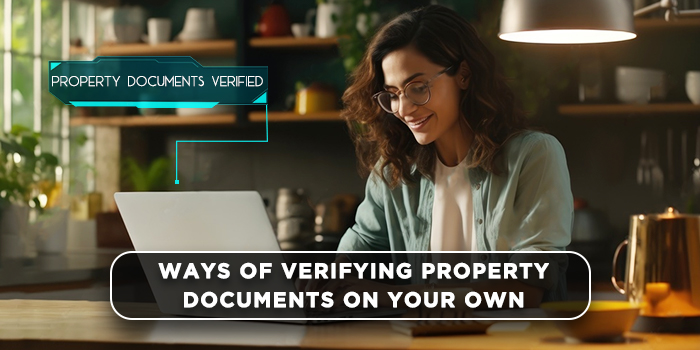 PROPERTY DOCUMENTS VERIFIED
WAYS OF VERIFYING PROPERTY
DOCUMENTS ON YOUR OWN